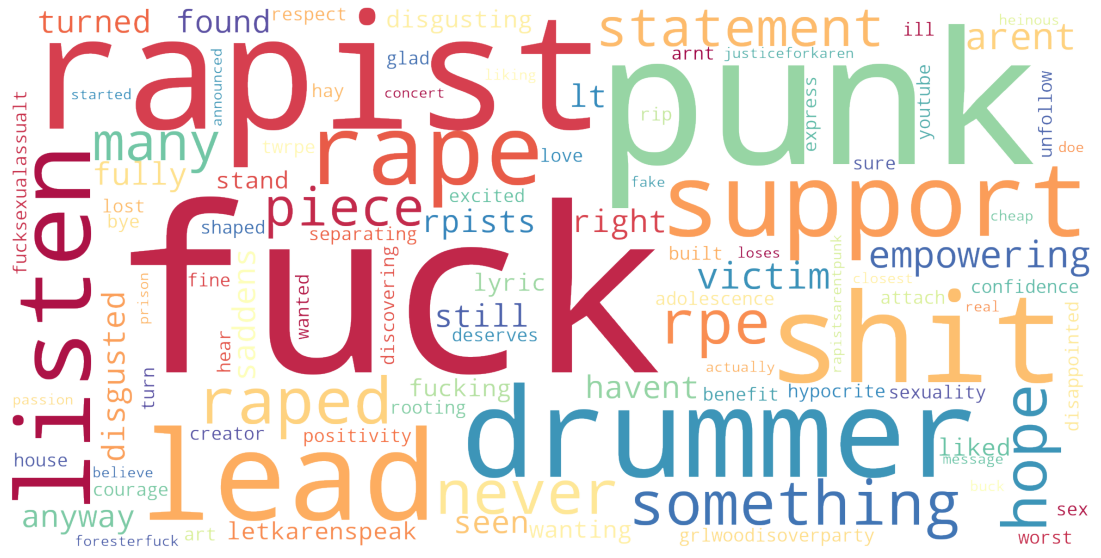 turned
found
respect
disgusting
statement
ill
heinous
arent
rapist
punk
glad
arnt
justiceforkaren
started
announced
hay
concert
liking
lt
rip
express
youtube
unfollow
many
twrpe
rape
love
sure
doe
fully
stand
excited
fake
support
cheap
fucksexualassualt
listen
lost
bye
shaped
piece
separating
rpists
right
empowering
fuck
built
loses
victim
closest
confidence
prison
fine
saddens
wanted
discovering
lyric
adolescence
rapistsarentpunk
attach
real
disgusted
hear
still
deserves
rpe
shit
actually
disappointed
passion
turn
raped
fucking
rooting
havent
benefit
hypocrite
sexuality
hope
creator
positivity
lead
drummer
liked
message
house
believe
courage
never
something
buck
anyway
art
letkarenspeak
seen
wanting
grlwoodisoverparty
sex
foresterfuck
worst